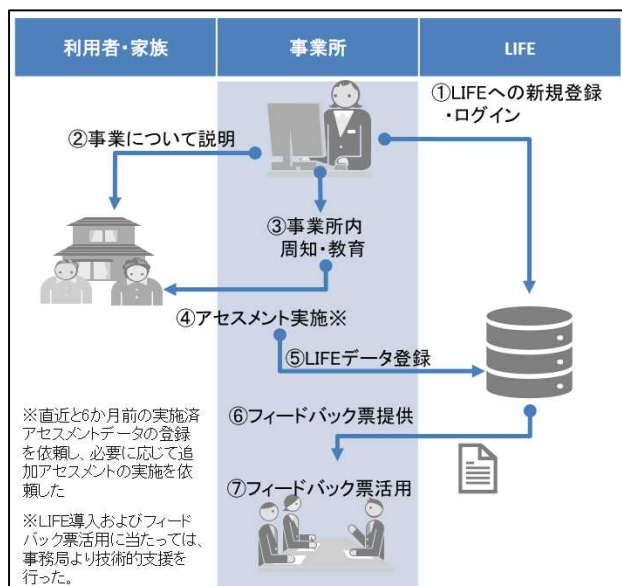 利用者・家族
事業所
LIFE
①LIFEへの新規登録
・ログイン
②事業について説明
③事業所内
周知・教育
④アセスメント実施※
⑤LIFEデータ登録
⑥フィードバック票提供
⑦フィードバック票活用
※直近と6か月前の実施済
アセスメントデータの登録
を依頼し、必要に応じて追
加アセスメントの実施を依
頼した
※LIFE導入およびフィード
バック票活用に当たっては、
事務局より技術的支援を
行った。